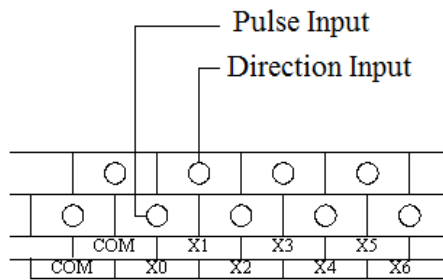 Pulse Input
Direction Input
COM X1 X3 X5
COM X0 X2 X4 X6